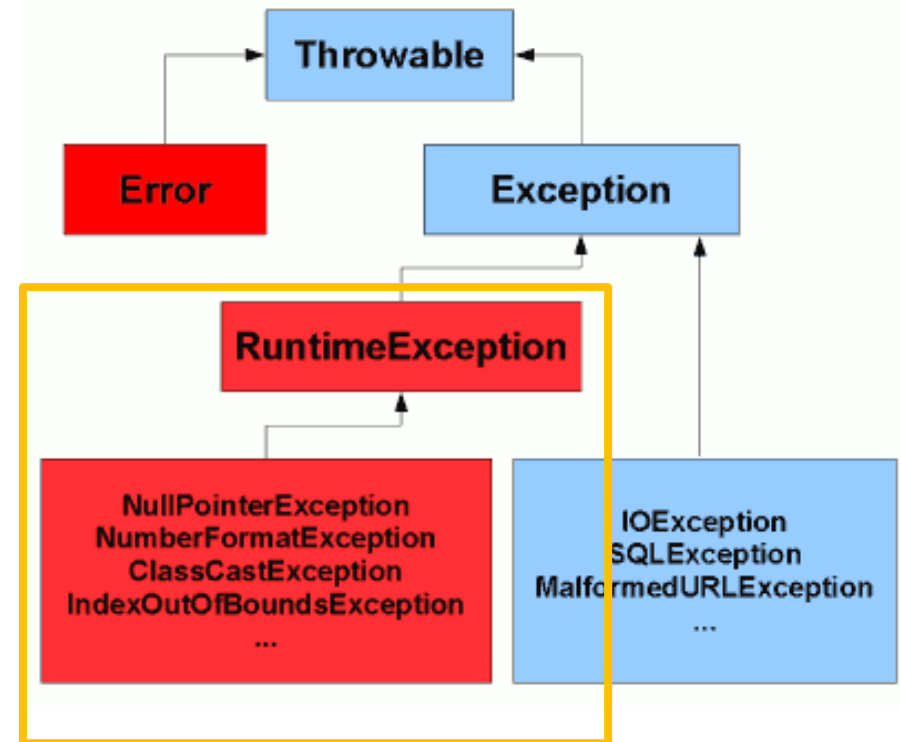 Throwable
Error
Exception
RuntimeException
NullPointerException
NumberFormatException
ClassCastException
IndexOutOfBoundsException
...
IOException
SQLException
MalformedURLException
...